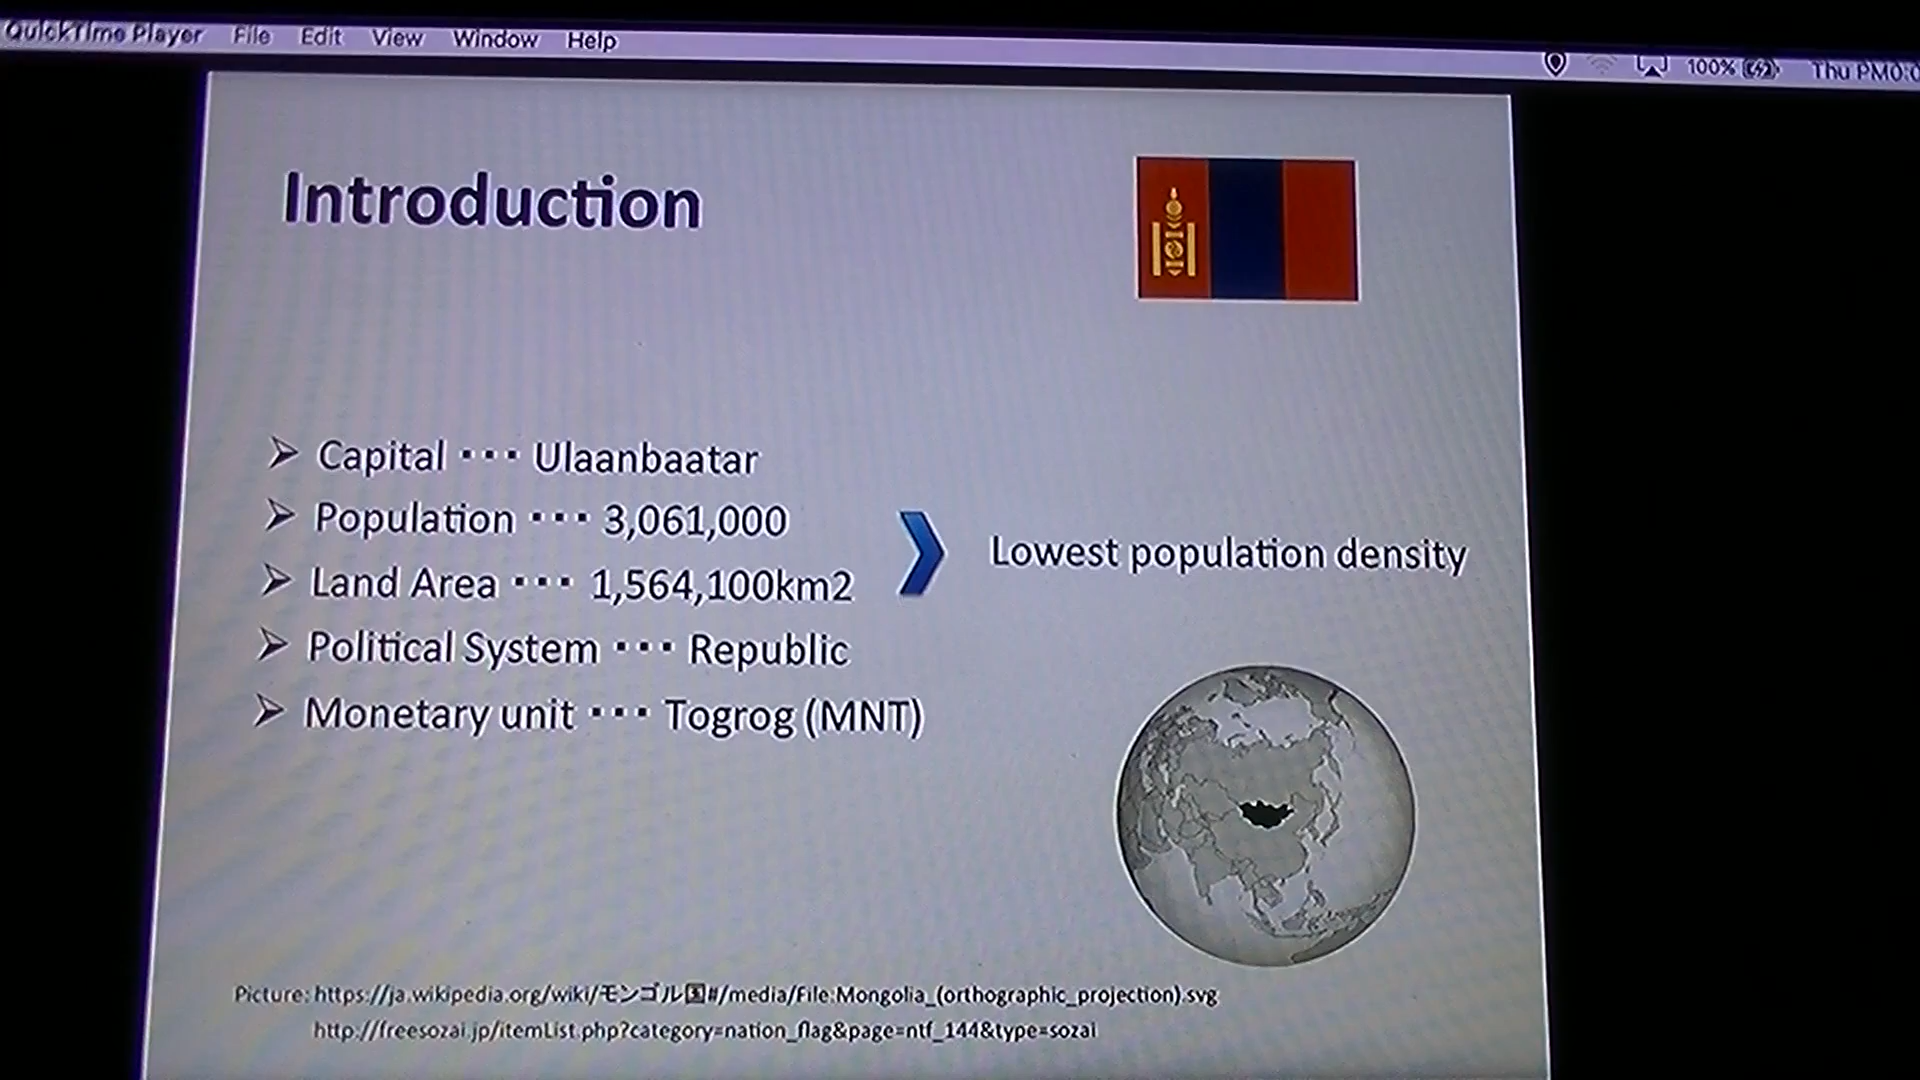 QuickTime Player File Edit View Window Help
100% Thu PM0:0
Introduction
➢ Capital ・・・ Ulaanbaatar
➢ Population ・・・ 3,061,000
➢ Land Area ・・・ 1,564,100km2
Lowest population density
➢ Political System ・・・ Republic
➢ Monetary unit ・・・ Togrog (MNT)
Picture: https://ja.wikipedia.org/wiki/モンゴル国#/media/File:Mongolia_(orthographic_projection).svg
http://freesozai.jp/itemList.php?category=nation_flag&page=ntf_144&type=sozai